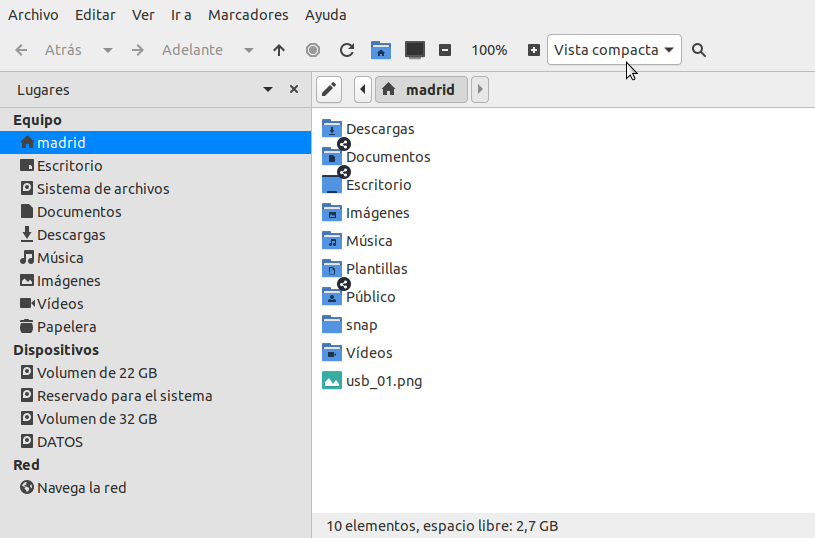 Archivo Editar Ver Ir a Marcadores Ayuda
Atrás Adelante 100% Vista compacta
Lugares
madrid
Equipo
madrid
Escritorio
Sistema de archivos
Documentos
Descargas
Música
Imágenes
Vídeos
Papelera
Dispositivos
Volumen de 22 GB
Reservado para el sistema
Volumen de 32 GB
DATOS
Red
Navega la red
Descargas
Documentos
Escritorio
Imágenes
Música
Plantillas
Público
snap
Vídeos
usb_01.png
10 elementos, espacio libre: 2,7 GB